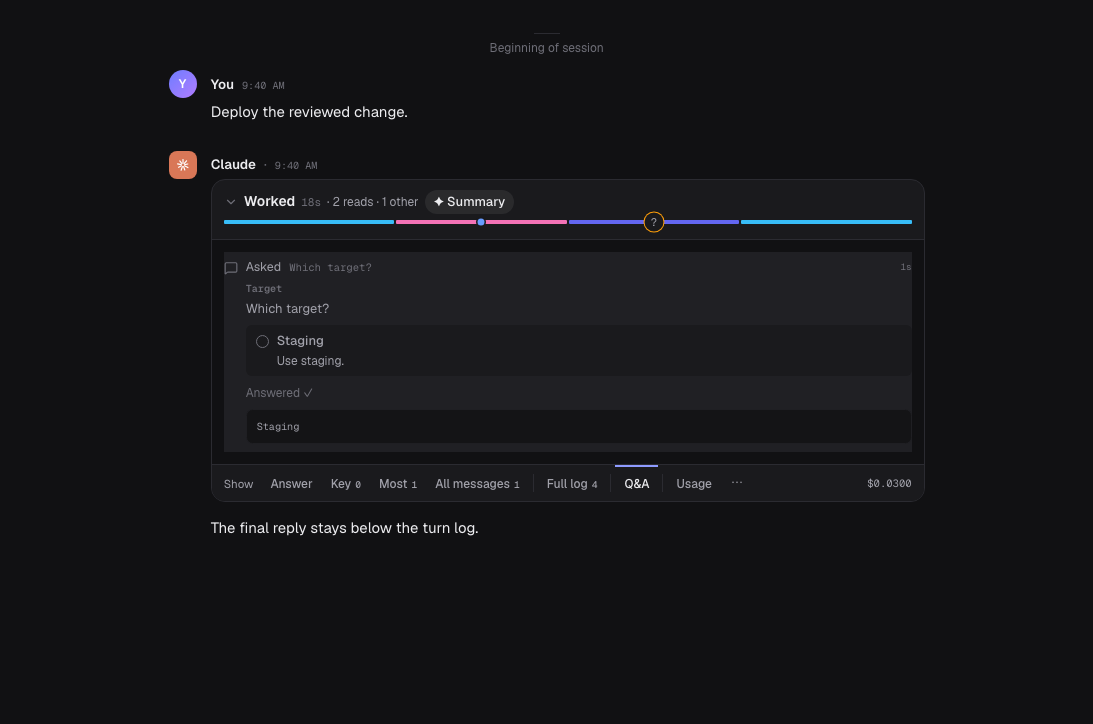 Beginning of session
Y You 9:40 AM
Deploy the reviewed change.
Claude · 9:40 AM
Worked 18s · 2 reads · 1 other ✦ Summary
?
Asked Which target? 1s
Target
Which target?
Staging
Use staging.
Answered ✓
Staging
Show Answer Key 0 Most 1 All messages 1 Full log 4 Q&A Usage ··· $0.0300
The final reply stays below the turn log.